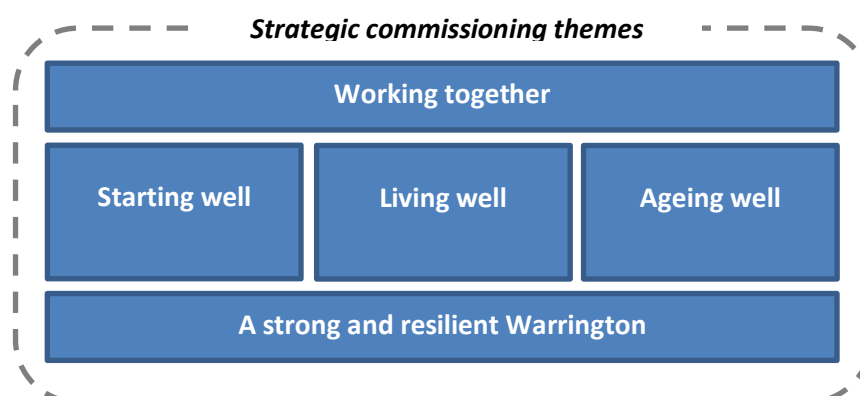 Strategic commissioning themes
Working together
Starting well
Living well
Ageing well
A strong and resilient Warrington